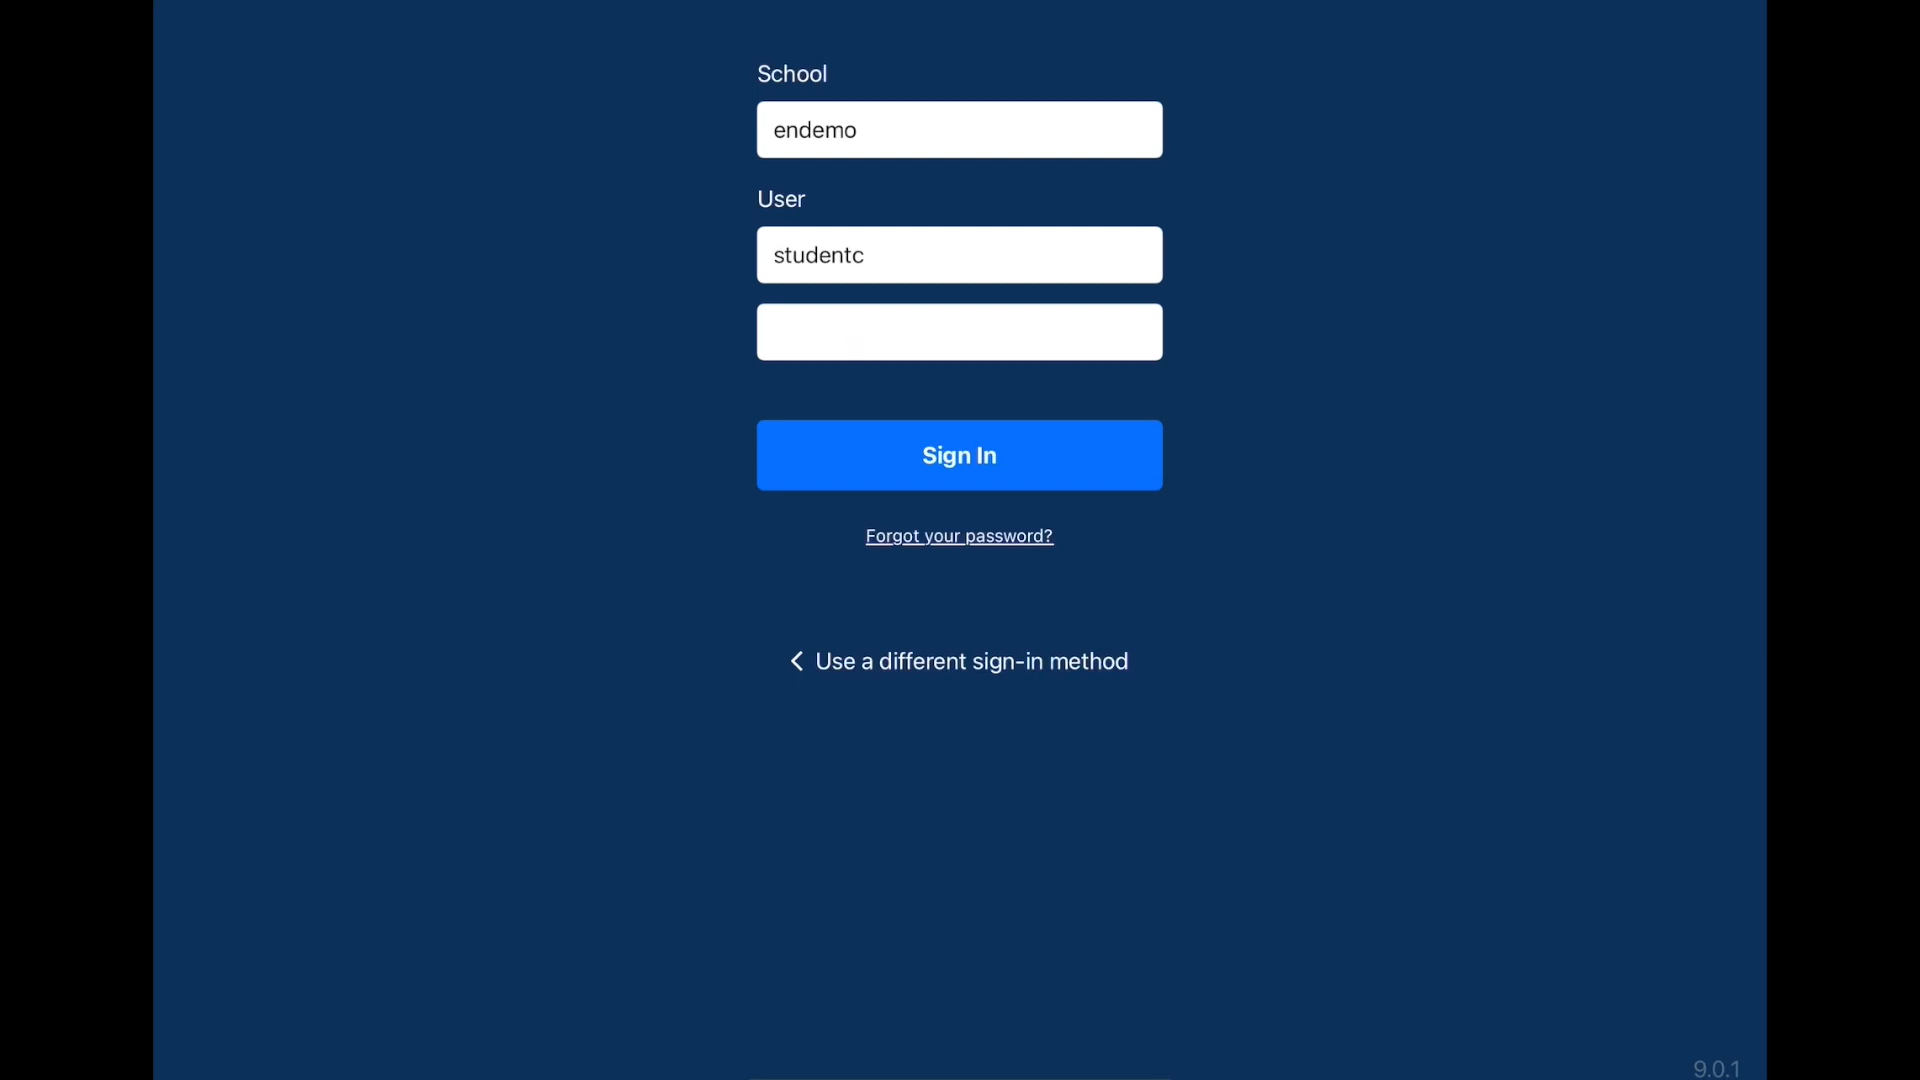 School
endemo
User
studentc
Sign In
Forgot your password?
Use a different sign-in method
9.0.1